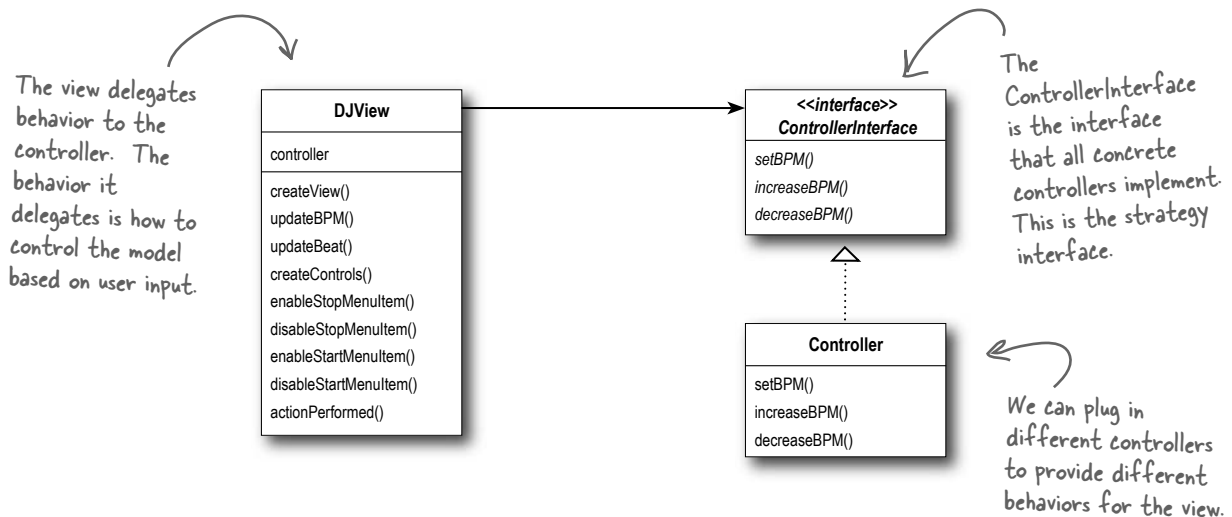 The view delegates
behavior to the
controller. The
behavior it
delegates is how to
control the model
based on user input.
DJView
controller
createView()
updateBPM()
updateBeat()
createControls()
enableStopMenuItem()
disableStopMenuItem()
enableStartMenuItem()
disableStartMenuItem()
actionPerformed()
<<interface>>
ControllerInterface
setBPM()
increaseBPM()
decreaseBPM()
The
ControllerInterface
is the interface
that all concrete
controllers implement.
This is the strategy
interface.
Controller
setBPM()
increaseBPM()
decreaseBPM()
We can plug in
different controllers
to provide different
behaviors for the view.